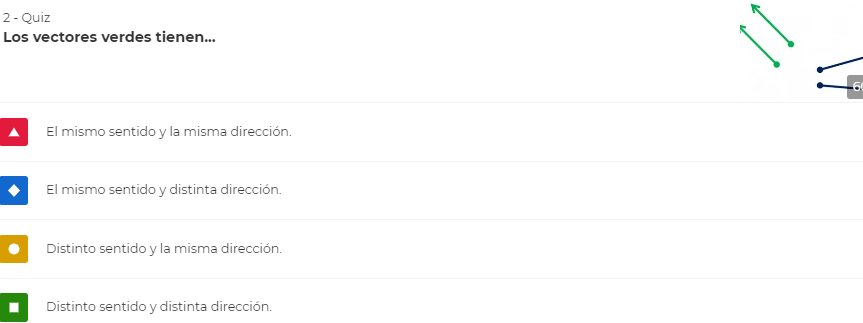 2 - Quiz
Los vectores verdes tienen...
El mismo sentido y la misma dirección.
El mismo sentido y distinta dirección.
Distinto sentido y la misma dirección.
Distinto sentido y distinta dirección.